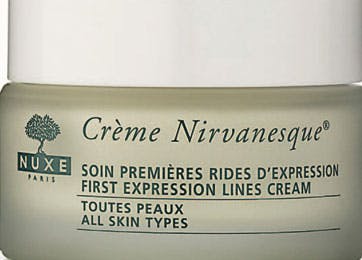 Crème Nirvanesque®
NUXE
PARIS
SOIN PREMIÈRES RIDES D'EXPRESSION
FIRST EXPRESSION LINES CREAM
TOUTES PEAUX
ALL SKIN TYPES